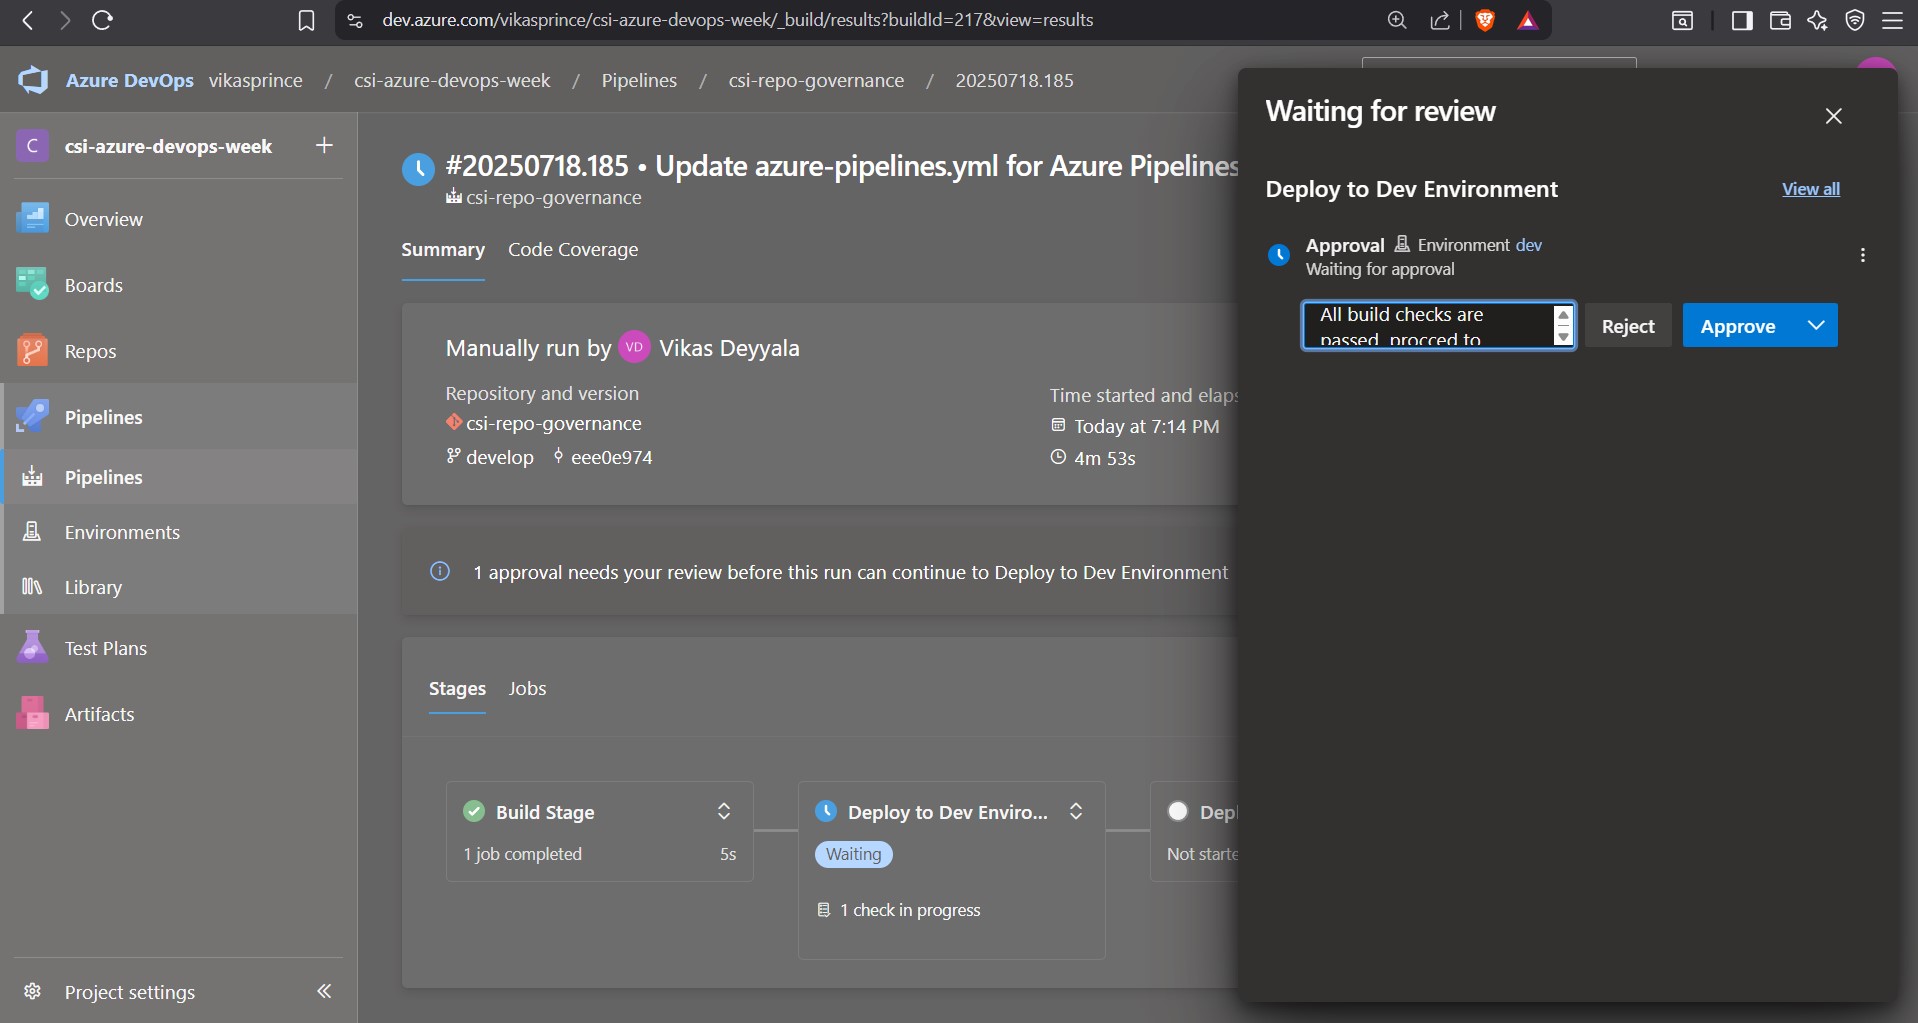 dev.azure.com/vikasprince/csi-azure-devops-week/_build/results?buildId=217&view=results
Azure DevOps vikasprince / csi-azure-devops-week / Pipelines / csi-repo-governance / 20250718.185
C csi-azure-devops-week +
Overview
Boards
Repos
Pipelines
Pipelines
Environments
Library
Test Plans
Artifacts
Project settings
#20250718.185 • Update azure-pipelines.yml for Azure Pipelines
csi-repo-governance
Summary Code Coverage
Manually run by VD Vikas Deyyala
Repository and version
csi-repo-governance
develop eee0e974
Time started and elaps
Today at 7:14 PM
4m 53s
1 approval needs your review before this run can continue to Deploy to Dev Environment
Stages Jobs
Build Stage
1 job completed 5s
Deploy to Dev Enviro...
Waiting
1 check in progress
Depl
Not starte
Waiting for review
Deploy to Dev Environment View all
Approval Environment dev
Waiting for approval
All build checks are
passed, procced to
Reject Approve